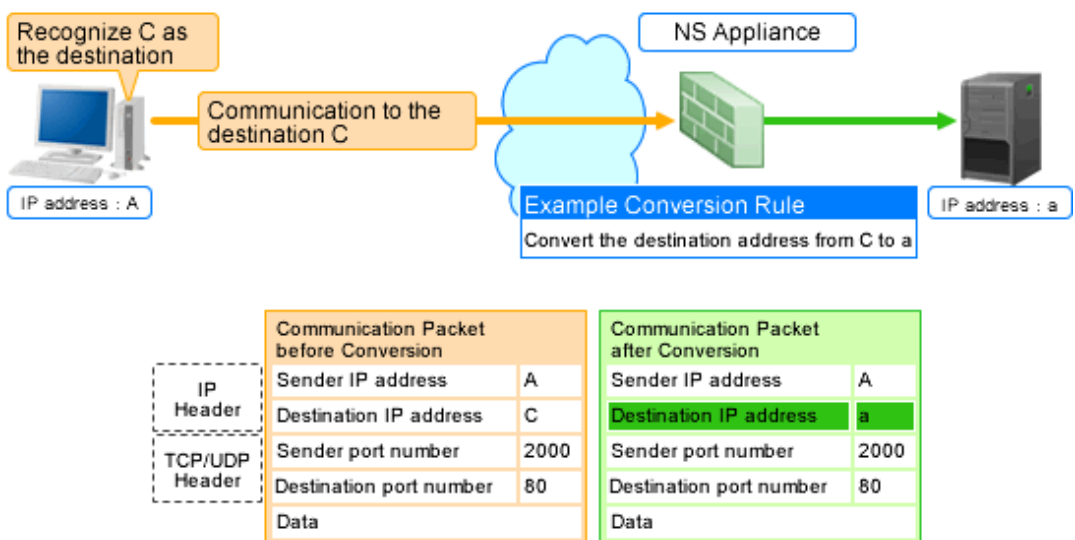 Recognize C as
the destination
NS Appliance
Communication to the
destination C
IP address : A
Example Conversion Rule
Convert the destination address from C to a
IP address : a
Communication Packet
before Conversion
Communication Packet
after Conversion
IP
Header
Sender IP address A
Sender IP address A
Destination IP address C
Destination IP address a
TCP/UDP
Header
Sender port number 2000
Sender port number 2000
Destination port number 80
Destination port number 80
Data
Data